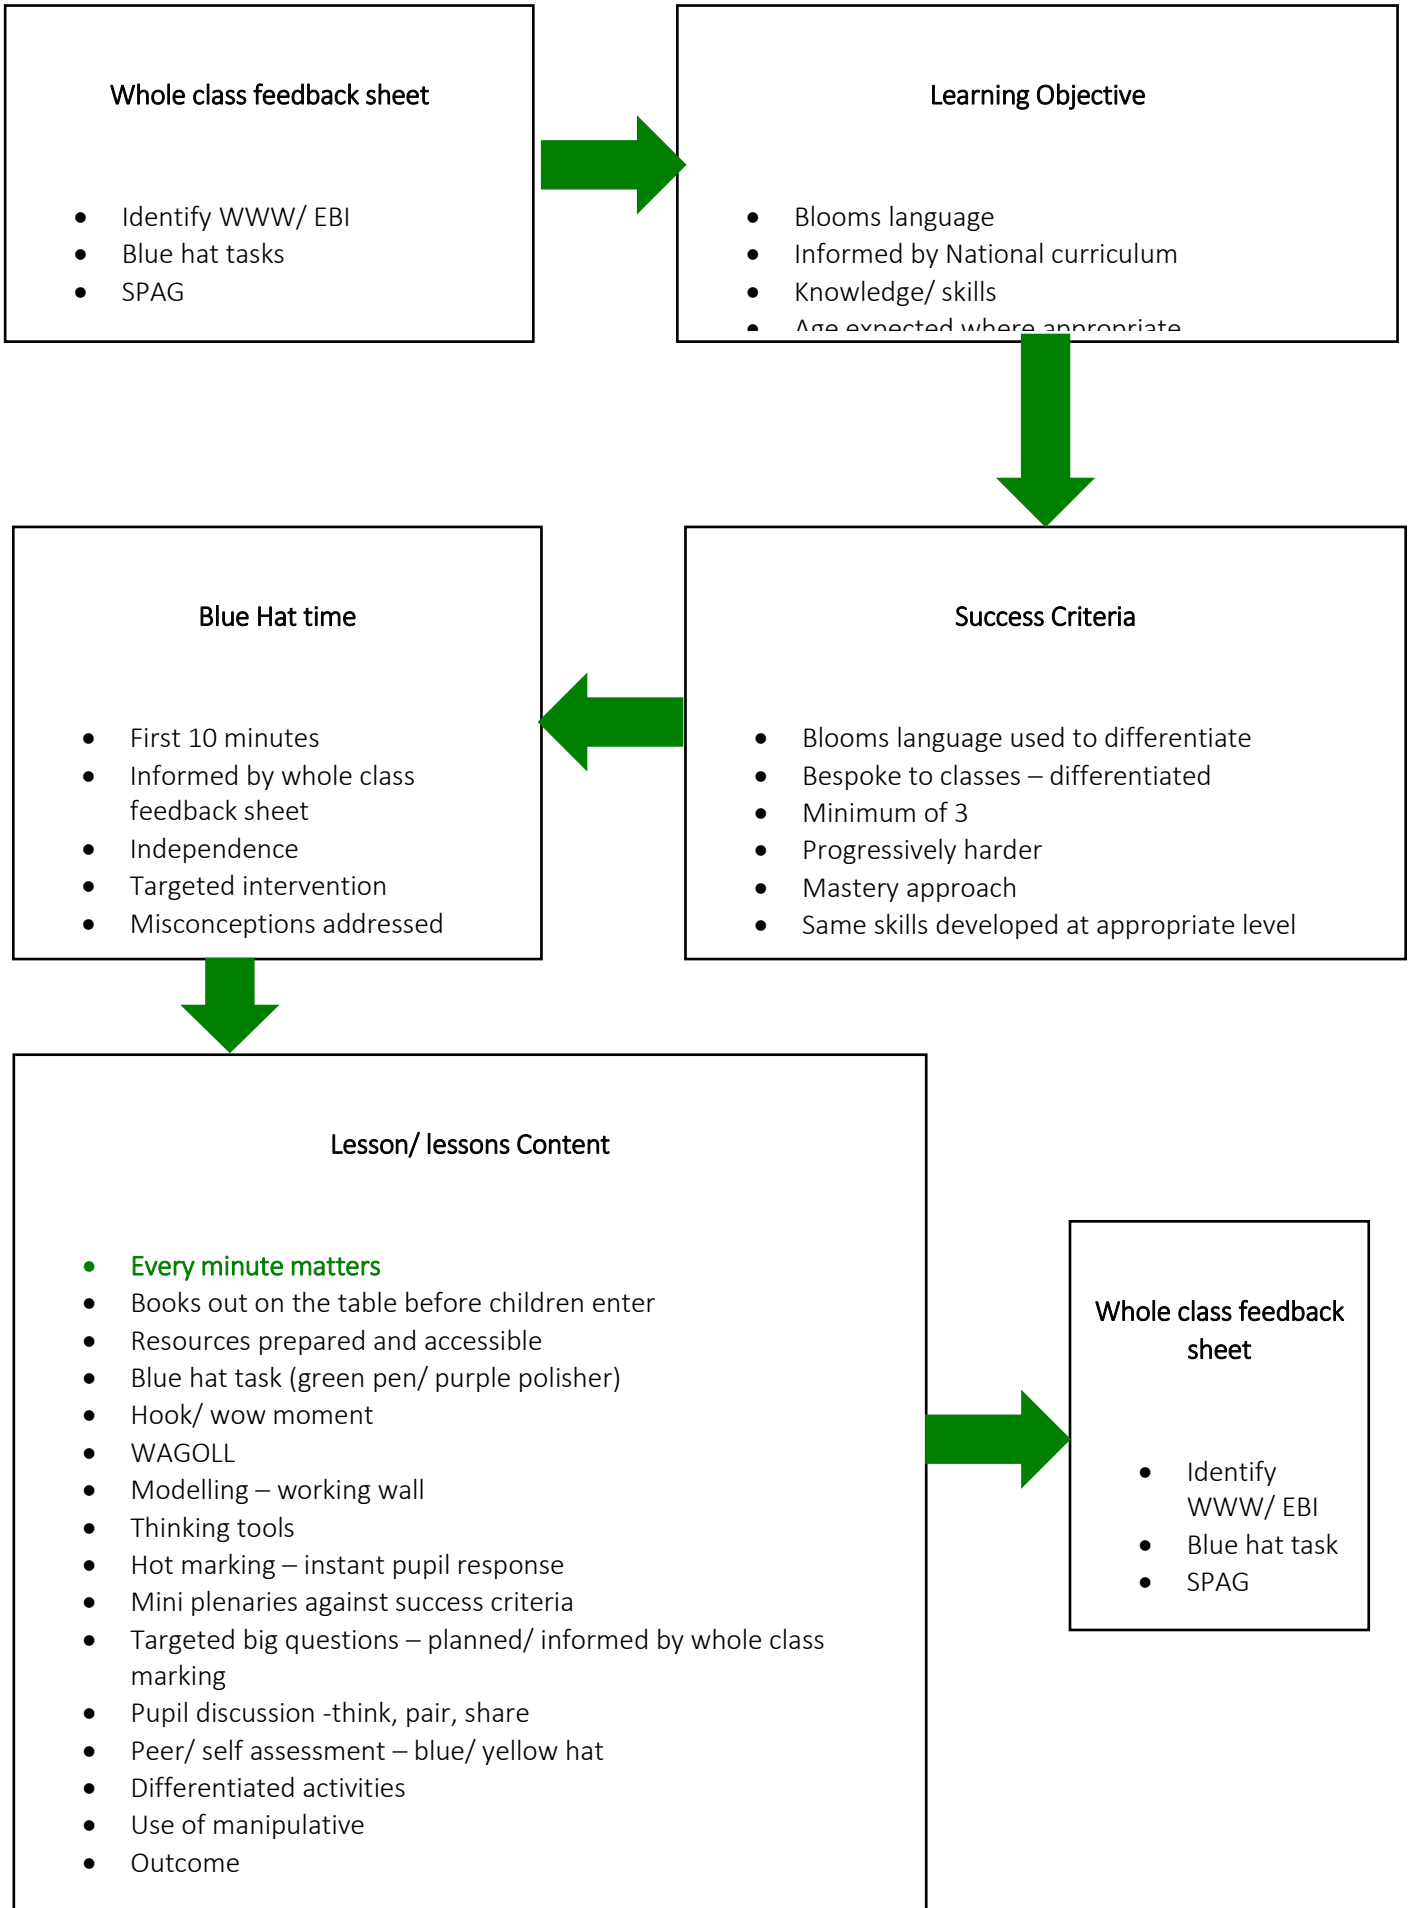 Whole class feedback sheet
• Identify WWW/ EBI
• Blue hat tasks
• SPAG
Learning Objective
• Blooms language
• Informed by National curriculum
• Knowledge/ skills
• Age expected where appropriate
Success Criteria
• Blooms language used to differentiate
• Bespoke to classes – differentiated
• Minimum of 3
• Progressively harder
• Mastery approach
• Same skills developed at appropriate level
Blue Hat time
• First 10 minutes
• Informed by whole class
feedback sheet
• Independence
• Targeted intervention
• Misconceptions addressed
Lesson/ lessons Content
• Every minute matters
• Books out on the table before children enter
• Resources prepared and accessible
• Blue hat task (green pen/ purple polisher)
• Hook/ wow moment
• WAGOLL
• Modelling – working wall
• Thinking tools
• Hot marking – instant pupil response
• Mini plenaries against success criteria
• Targeted big questions – planned/ informed by whole class
marking
• Pupil discussion -think, pair, share
• Peer/ self assessment – blue/ yellow hat
• Differentiated activities
• Use of manipulative
• Outcome
Whole class feedback
sheet
• Identify
WWW/ EBI
• Blue hat task
• SPAG